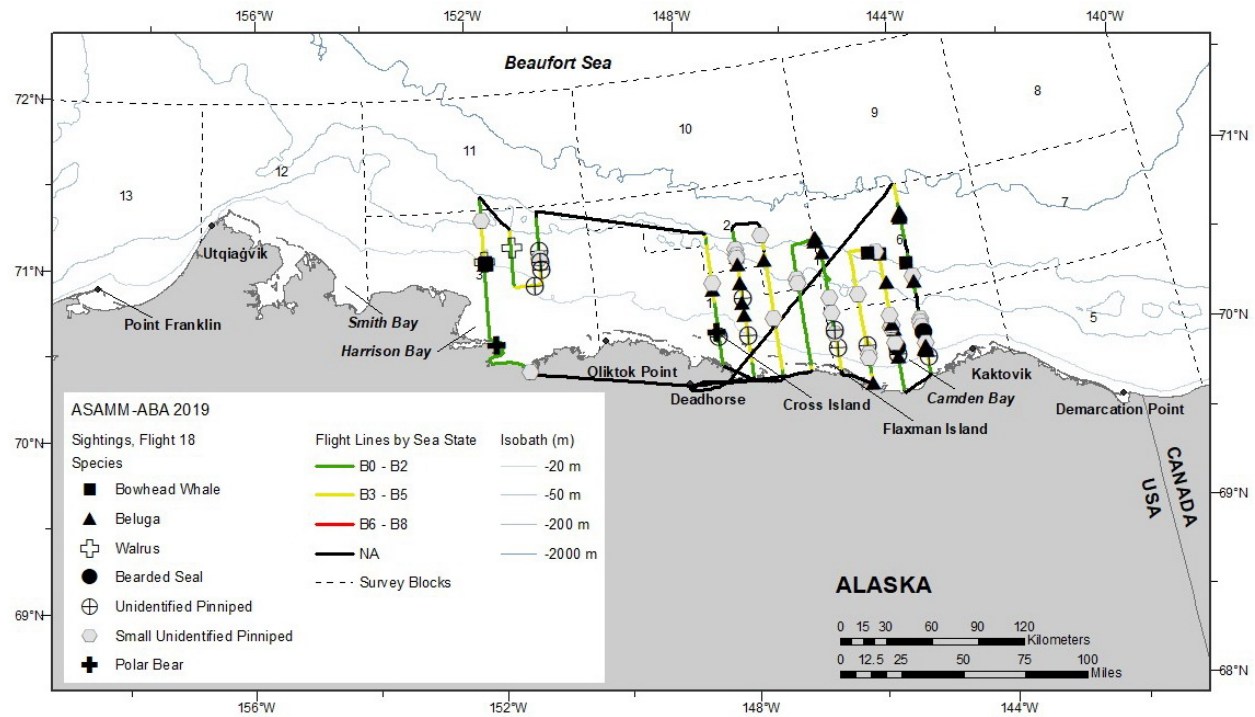 156°W 152°W 148°W 144°W 140°W
Beaufort Sea
72°N
8
71°N
9
10
11
12
13
7
2
6
Utqiaġvik
71°N
3
1
5
Point Franklin
Smith Bay
Harrison Bay
Oliktok Point
Kaktovik
70°N
Deadhorse
Cross Island
Camden Bay
Demarcation Point
Flaxman Island
70°N
ASAMM-ABA 2019
Sightings, Flight 18
Species
Bowhead Whale
Beluga
Walrus
Bearded Seal
Unidentified Pinniped
Small Unidentified Pinniped
Polar Bear
Flight Lines by Sea State
B0 - B2
B3 - B5
B6 - B8
NA
Survey Blocks
Isobath (m)
-20 m
-50 m
-200 m
-2000 m
CANADA
USA
69°N
ALASKA
69°N
0 15 30 60 90 120
Kilometers
0 12.5 25 50 75 100
Miles
68°N
156°W 152°W 148°W 144°W